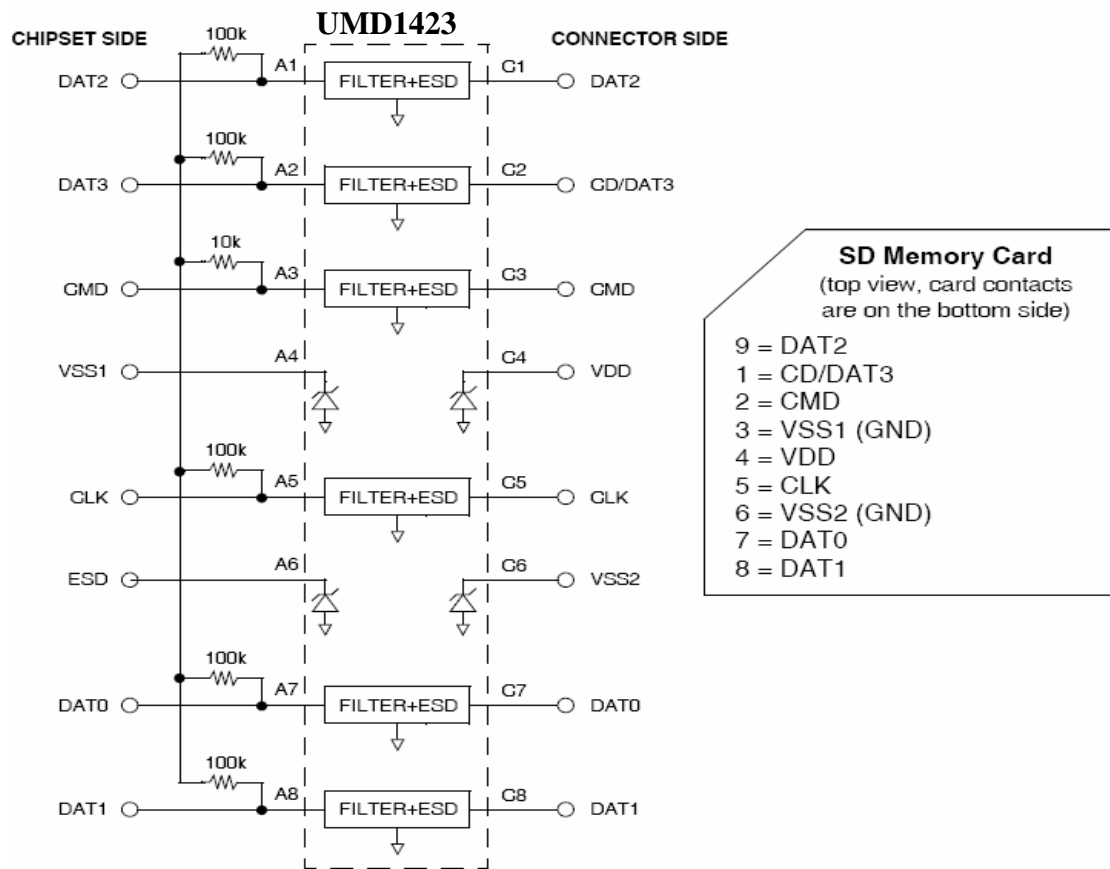 UMD1423
CHIPSET SIDE
CONNECTOR SIDE
100k
DAT2 A1 FILTER+ESD C1 DAT2
100k
DAT3 A2 FILTER+ESD C2 CD/DAT3
10k
CMD A3 FILTER+ESD C3 CMD
VSS1 A4 C4 VDD
100k
CLK A5 FILTER+ESD C5 CLK
ESD A6 C6 VSS2
100k
DAT0 A7 FILTER+ESD C7 DAT0
100k
DAT1 A8 FILTER+ESD C8 DAT1
SD Memory Card
(top view, card contacts
are on the bottom side)
9 = DAT2
1 = CD/DAT3
2 = CMD
3 = VSS1 (GND)
4 = VDD
5 = CLK
6 = VSS2 (GND)
7 = DAT0
8 = DAT1